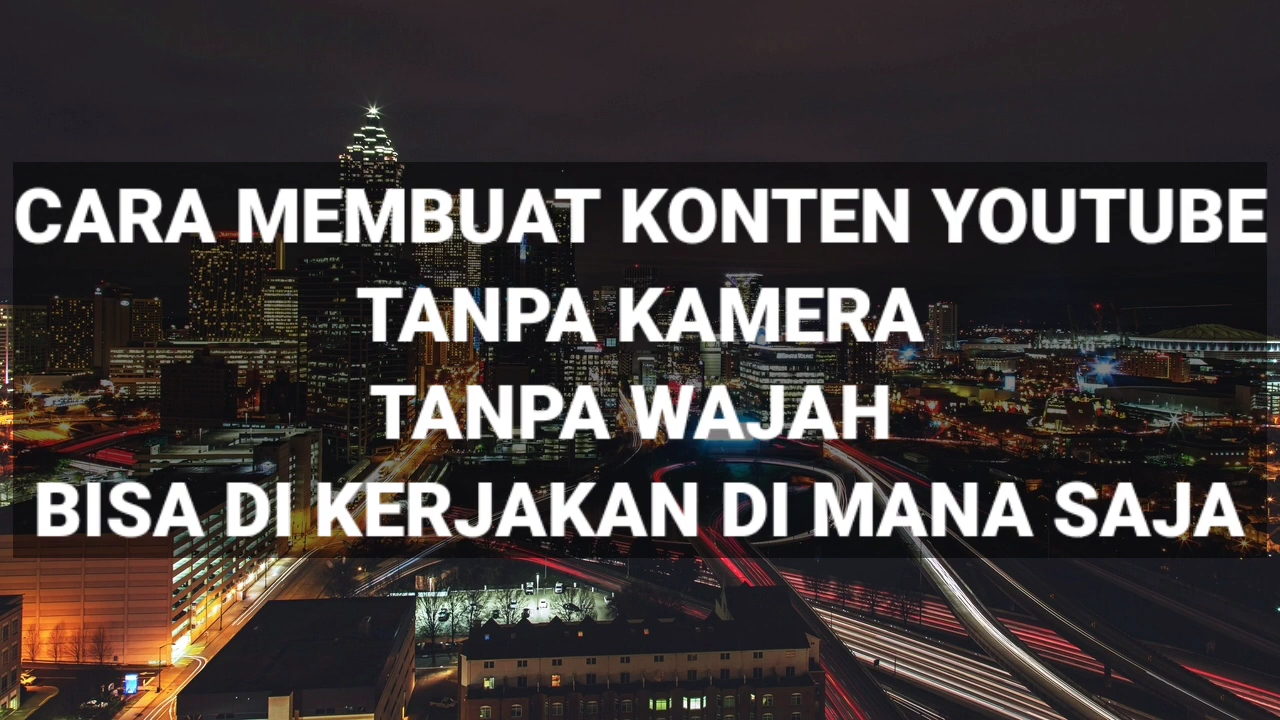 CARA MEMBUAT KONTEN YOUTUBE
TANPA KAMERA
TANPA WAJAH
BISA DI KERJAKAN DI MANA SAJA